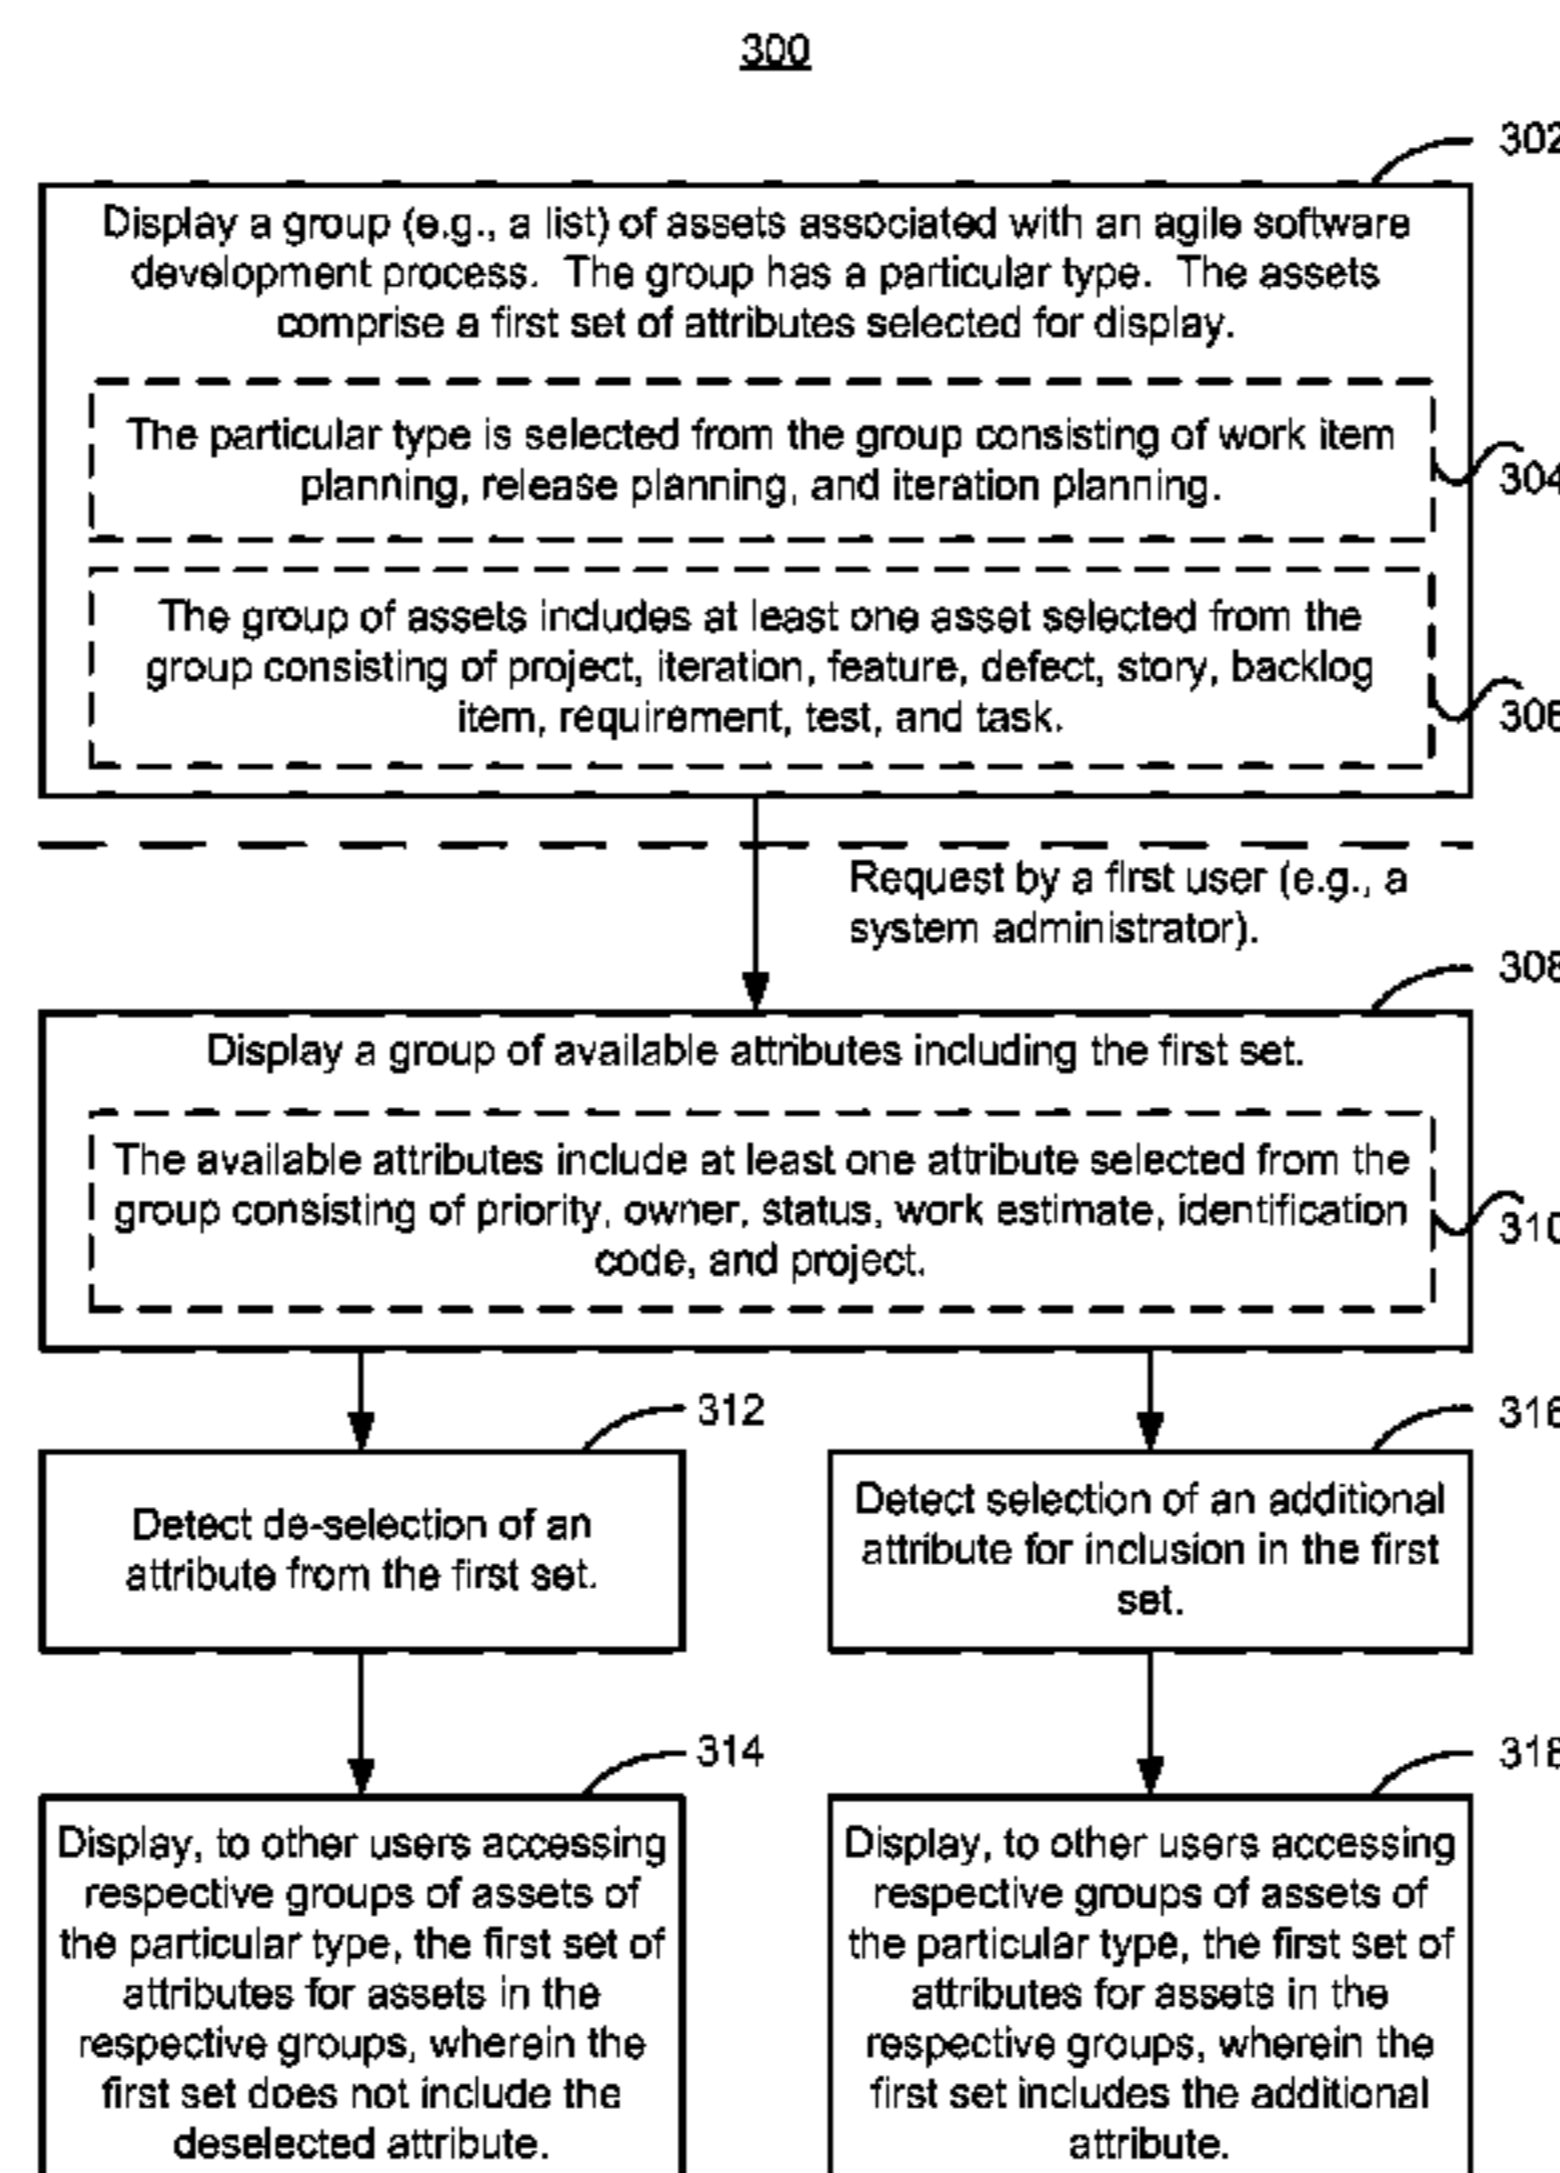 300
302
Display a group (e.g., a list) of assets associated with an agile software
development process. The group has a particular type. The assets
comprise a first set of attributes selected for display.
The particular type is selected from the group consisting of work item
planning, release planning, and iteration planning.
304
The group of assets includes at least one asset selected from the
group consisting of project, iteration, feature, defect, story, backlog
item, requirement, test, and task.
306
Request by a first user (e.g., a
system administrator).
308
Display a group of available attributes including the first set.
The available attributes include at least one attribute selected from the
group consisting of priority, owner, status, work estimate, identification
code, and project.
310
312
316
Detect de-selection of an
attribute from the first set.
Detect selection of an additional
attribute for inclusion in the first
set.
314
318
Display, to other users accessing
respective groups of assets of
the particular type, the first set of
attributes for assets in the
respective groups, wherein the
first set does not include the
deselected attribute.
Display, to other users accessing
respective groups of assets of
the particular type, the first set of
attributes for assets in the
respective groups, wherein the
first set includes the additional
attribute.